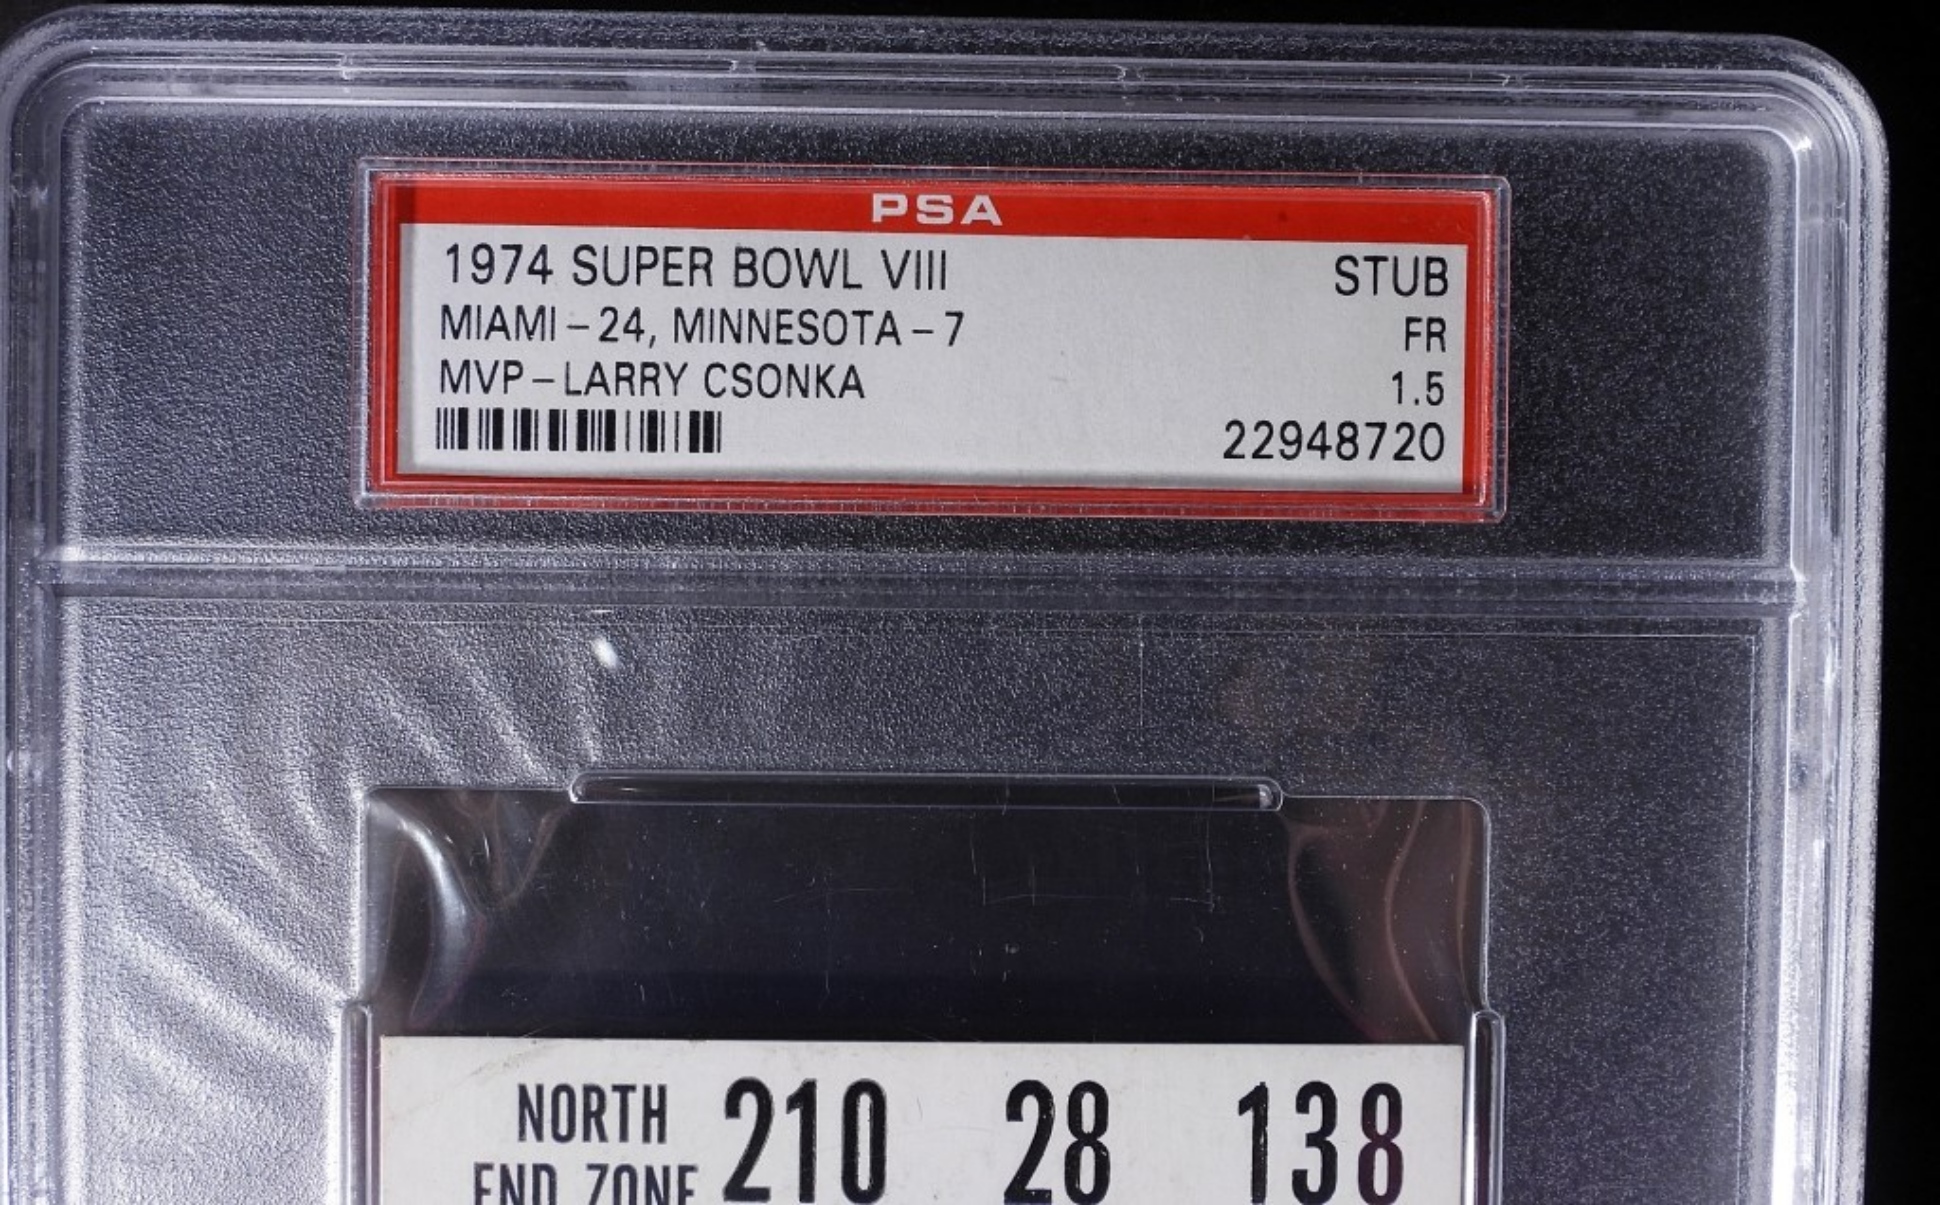 PSA
1974 SUPER BOWL VIII STUB
MIAMI – 24, MINNESOTA – 7 FR
MVP – LARRY CSONKA 1.5
22948720
NORTH 210 28 138
END ZONE